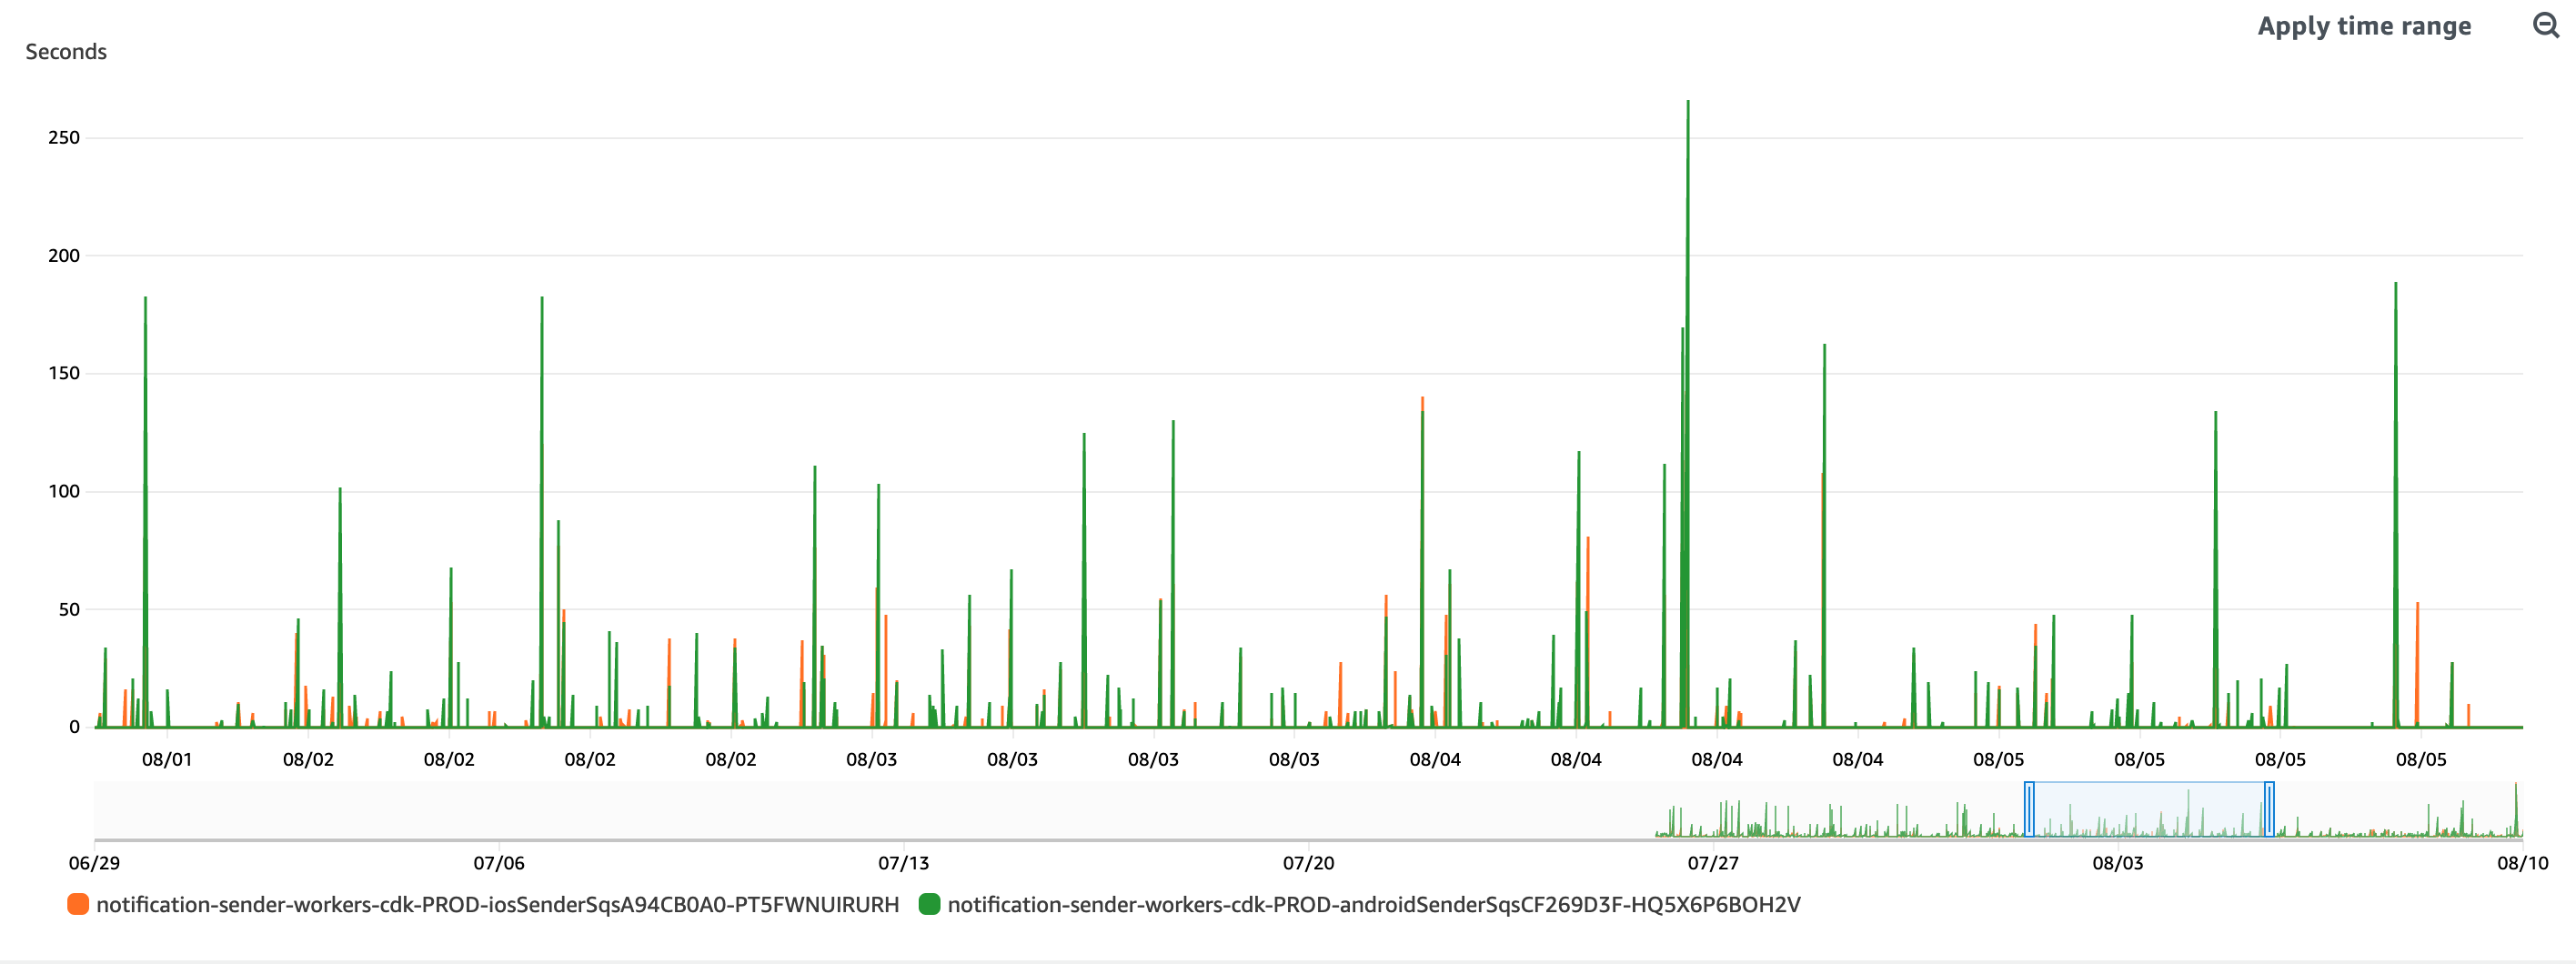 Apply time range
Seconds
250
200
150
100
50
0
08/01 08/02 08/02 08/02 08/02 08/03 08/03 08/03 08/03 08/04 08/04 08/04 08/04 08/05 08/05 08/05 08/05
06/29 07/06 07/13 07/20 07/27 08/03 08/10
notification-sender-workers-cdk-PROD-iosSenderSqsA94CB0A0-PT5FWNUIRURH notification-sender-workers-cdk-PROD-androidSenderSqsCF269D3F-HQ5X6P6BOH2V